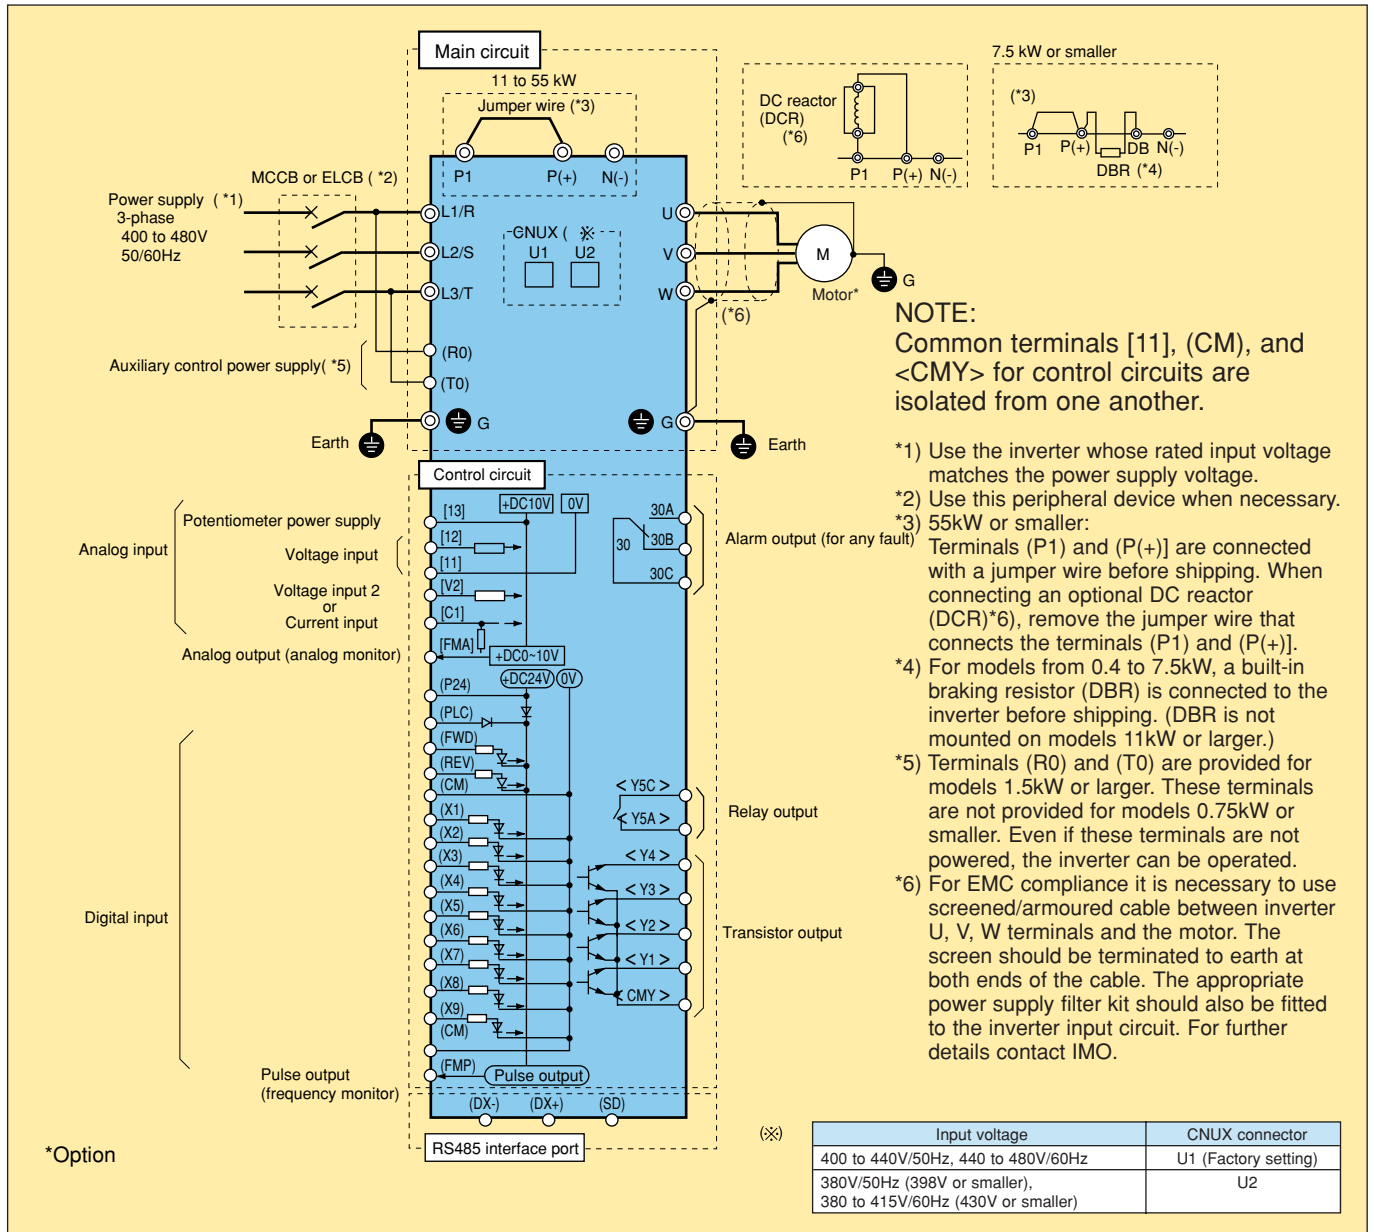 Main circuit
11 to 55 kW
Jumper wire (*3)
P1
P(+)
N(-)
DC reactor
(DCR)
(*6)
P1
P(+)
N(-)
7.5 kW or smaller
(*3)
P1
P(+)
DB
N(-)
DBR (*4)
MCCB or ELCB ( *2)
Power supply ( *1)
3-phase
400 to 480V
50/60Hz
L1/R
L2/S
L3/T
CNUX ( ※
U1
U2
U
V
W
M
Motor*
G
(*6)
Auxiliary control power supply( *5)
(R0)
(T0)
G
G
Earth
Earth
NOTE:
Common terminals [11], (CM), and
<CMY> for control circuits are
isolated from one another.
*1) Use the inverter whose rated input voltage
matches the power supply voltage.
*2) Use this peripheral device when necessary.
*3) 55kW or smaller:
Terminals (P1) and (P(+)] are connected
with a jumper wire before shipping. When
connecting an optional DC reactor
(DCR)*6), remove the jumper wire that
connects the terminals (P1) and (P(+)].
*4) For models from 0.4 to 7.5kW, a built-in
braking resistor (DBR) is connected to the
inverter before shipping. (DBR is not
mounted on models 11kW or larger.)
*5) Terminals (R0) and (T0) are provided for
models 1.5kW or larger. These terminals
are not provided for models 0.75kW or
smaller. Even if these terminals are not
powered, the inverter can be operated.
*6) For EMC compliance it is necessary to use
screened/armoured cable between inverter
U, V, W terminals and the motor. The
screen should be terminated to earth at
both ends of the cable. The appropriate
power supply filter kit should also be fitted
to the inverter input circuit. For further
details contact IMO.
Control circuit
Analog input
Potentiometer power supply
Voltage input
Voltage input 2
or
Current input
Analog output (analog monitor)
[13]
[12]
[11]
[V2]
[C1]
[FMA]
+DC10V
0V
+DC0~10V
+DC24V
0V
30
30A
30B
30C
Alarm output (for any fault)
Digital input
(P24)
(PLC)
(FWD)
(REV)
(CM)
(X1)
(X2)
(X3)
(X4)
(X5)
(X6)
(X7)
(X8)
(X9)
(CM)
(FMP)
Pulse output
Pulse output
(frequency monitor)
< Y5C >
< Y5A >
Relay output
< Y4 >
< Y3 >
< Y2 >
< Y1 >
< CMY >
Transistor output
(DX-)
(DX+)
(SD)
RS485 interface port
*Option
(※)
Input voltage
CNUX connector
400 to 440V/50Hz, 440 to 480V/60Hz
U1 (Factory setting)
380V/50Hz (398V or smaller),
380 to 415V/60Hz (430V or smaller)
U2